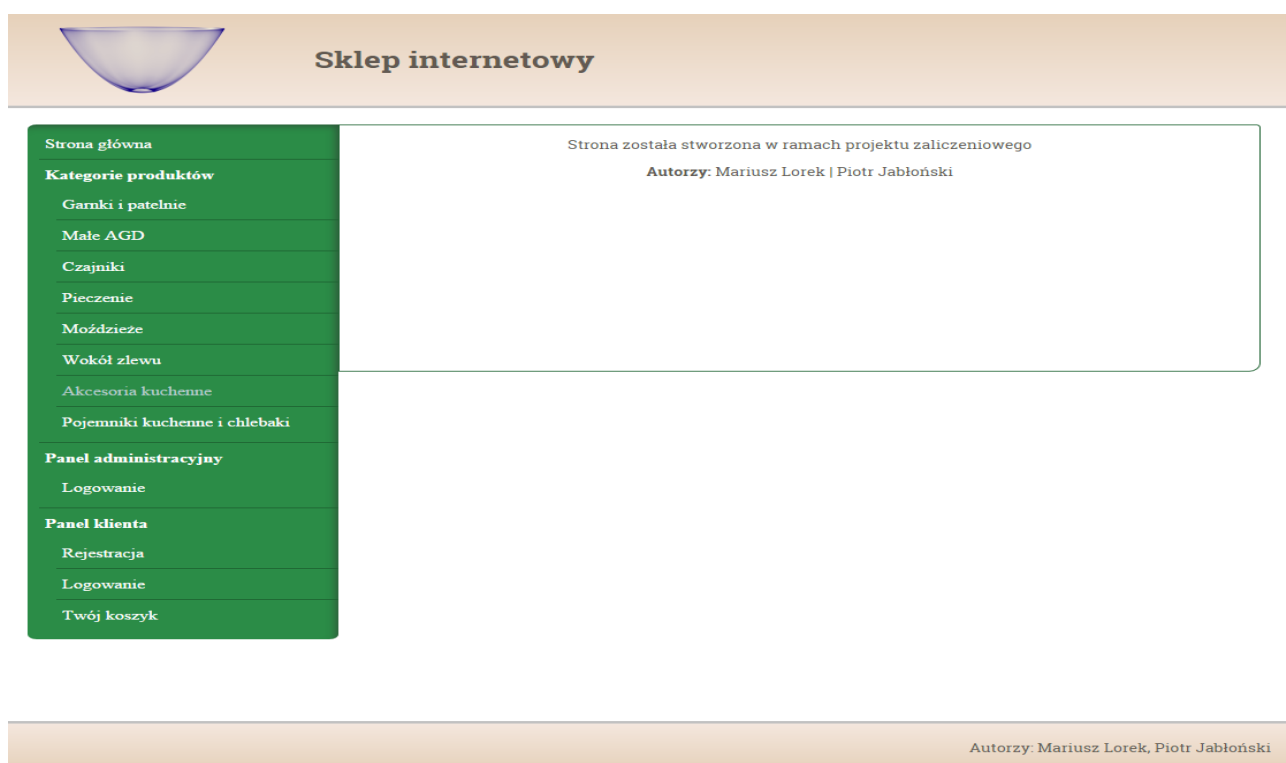 Sklep internetowy
Strona główna
Kategorie produktów
Garnki i patelnie
Małe AGD
Czajniki
Pieczenie
Moździeże
Wokół zlewu
Akcesoria kuchenne
Pojemniki kuchenne i chlebaki
Panel administracyjny
Logowanie
Panel klienta
Rejestracja
Logowanie
Twój koszyk
Strona została stworzona w ramach projektu zaliczeniowego
Autorzy: Mariusz Lorek | Piotr Jabłoński
Autorzy: Mariusz Lorek, Piotr Jabłoński